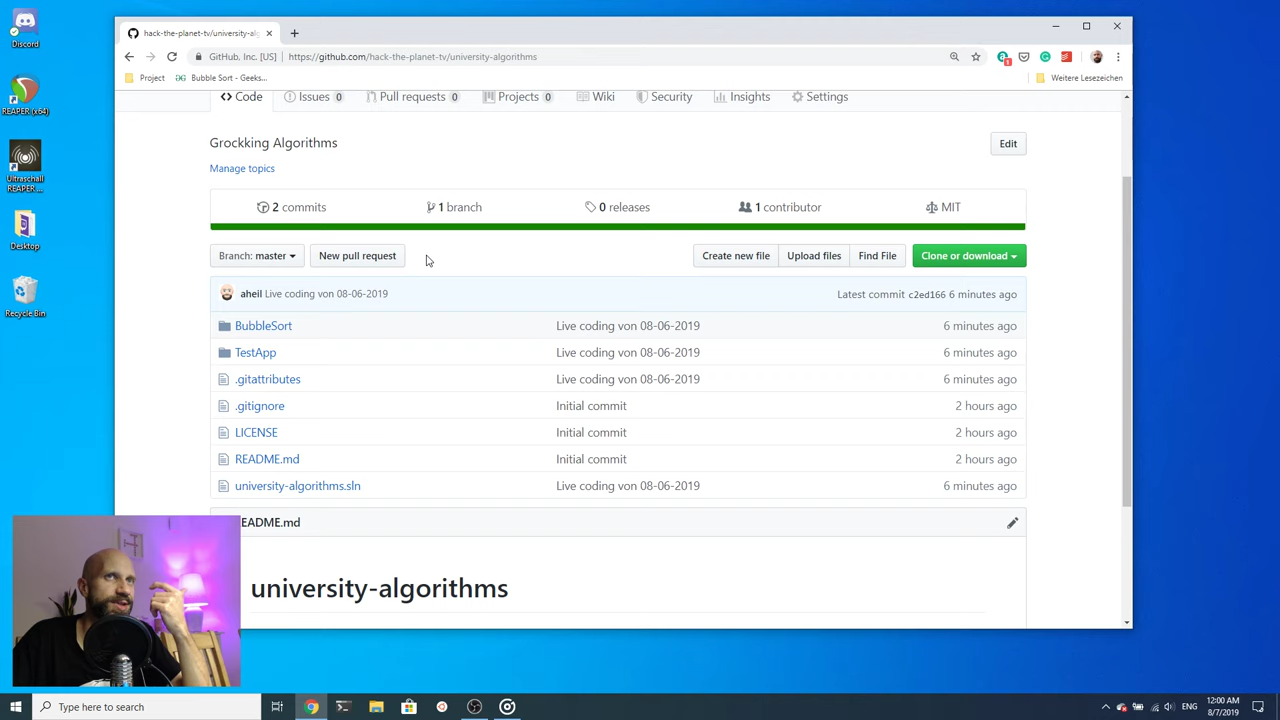 Discord
REAPER (x64)
Ultraschall
REAPER ...
Desktop
Recycle Bin
hack-the-planet-tv/university-alg
GitHub, Inc. [US]
https://github.com/hack-the-planet-tv/university-algorithms
1
Project
Bubble Sort - Geeks...
Weitere Lesezeichen
Code
Issues 0
Pull requests 0
Projects 0
Wiki
Security
Insights
Settings
Grockking Algorithms
Edit
Manage topics
2 commits
1 branch
0 releases
1 contributor
MIT
Branch: master
New pull request
Create new file
Upload files
Find File
Clone or download
aheil Live coding von 08-06-2019
Latest commit c2ed166 6 minutes ago
BubbleSort
Live coding von 08-06-2019
6 minutes ago
TestApp
Live coding von 08-06-2019
6 minutes ago
.gitattributes
Live coding von 08-06-2019
6 minutes ago
.gitignore
Initial commit
2 hours ago
LICENSE
Initial commit
2 hours ago
README.md
Initial commit
2 hours ago
university-algorithms.sln
Live coding von 08-06-2019
6 minutes ago
EADME.md
university-algorithms
Type here to search
12:00 AM
8/7/2019